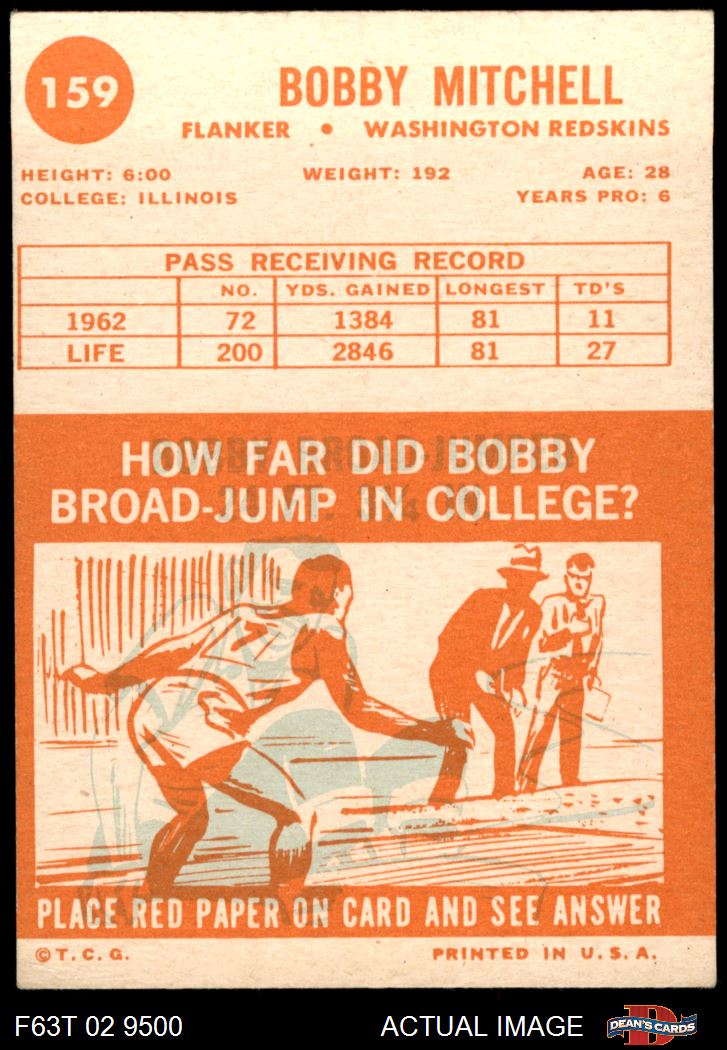 159
BOBBY MITCHELL
FLANKER • WASHINGTON REDSKINS
HEIGHT: 6:00 WEIGHT: 192 AGE: 28
COLLEGE: ILLINOIS YEARS PRO: 6
PASS RECEIVING RECORD
NO. YDS. GAINED LONGEST TD'S
1962 72 1384 81 11
LIFE 200 2846 81 27
HOW FAR DID BOBBY
BROAD-JUMP IN COLLEGE?
7
PLACE RED PAPER ON CARD AND SEE ANSWER
© T. C. G. PRINTED IN U. S. A.
F63T 02 9500 ACTUAL IMAGE D DEAN'S CARDS